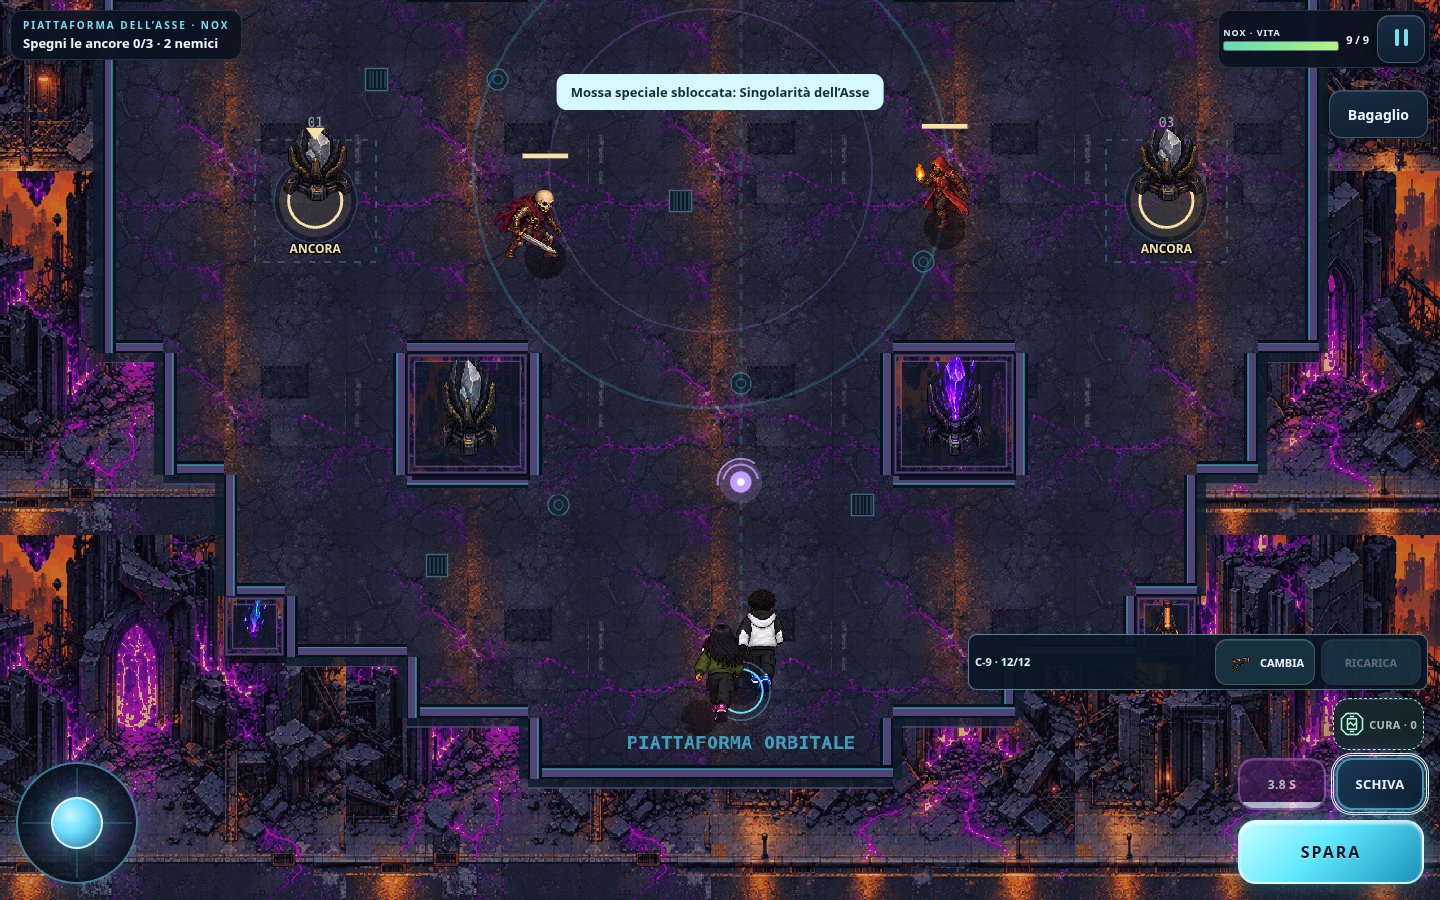 PIATTAFORMA DELL'ASSE · NOX
Spegni le ancore 0/3 · 2 nemici
NOX · VITA
9 / 9
Mossa speciale sbloccata: Singolarità dell'Asse
Bagaglio
01
03
ANCORA
ANCORA
C-9 · 12/12
CAMBIA
RICARICA
CURA · 0
PIATTAFORMA ORBITALE
3.8 S
SCHIVA
SPARA